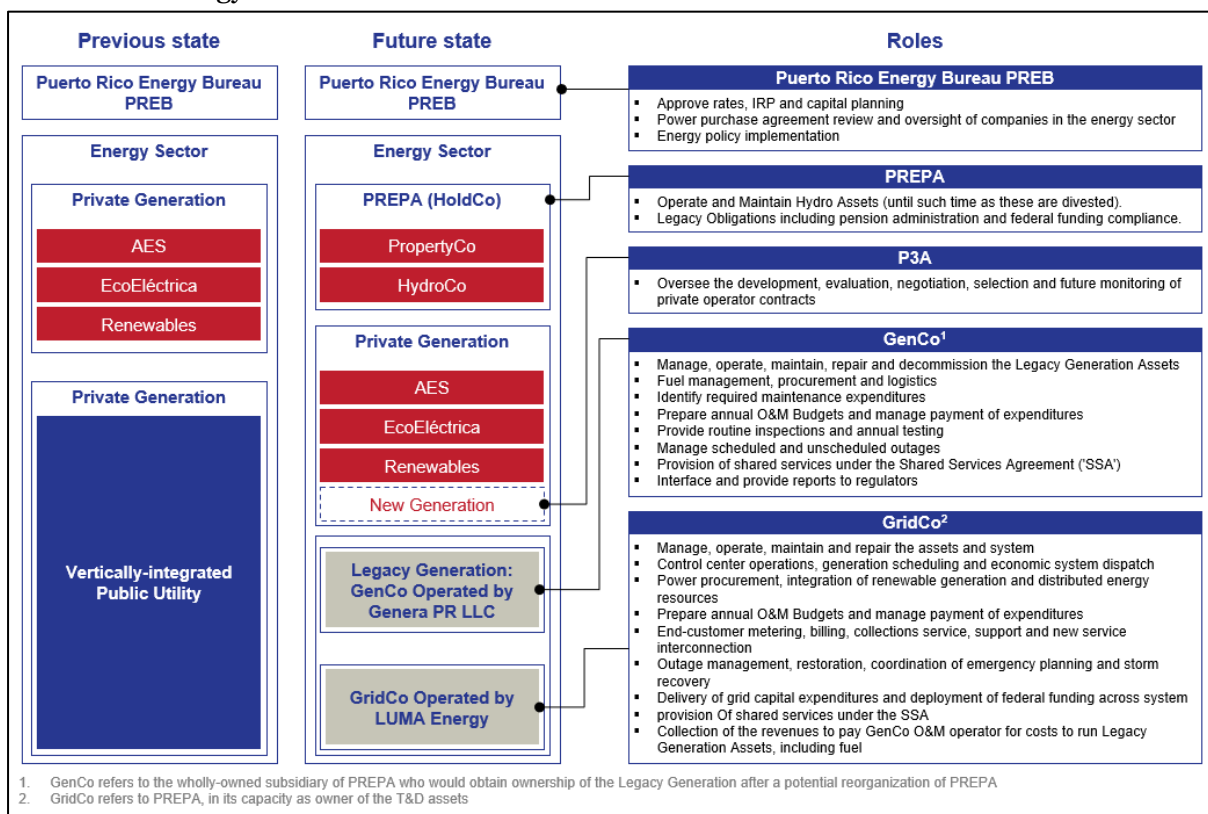 Previous state
Future state
Roles
Puerto Rico Energy Bureau
PREB
Energy Sector
Private Generation
AES
EcoEléctrica
Renewables
Private Generation
Vertically-integrated
Public Utility
Puerto Rico Energy Bureau
PREB
Energy Sector
PREPA (HoldCo)
PropertyCo
HydroCo
Private Generation
AES
EcoEléctrica
Renewables
New Generation
Legacy Generation:
GenCo Operated by
Genera PR LLC
GridCo Operated by
LUMA Energy
Puerto Rico Energy Bureau PREB
▪ Approve rates, IRP and capital planning
▪ Power purchase agreement review and oversight of companies in the energy sector
▪ Energy policy implementation
PREPA
▪ Operate and Maintain Hydro Assets (until such time as these are divested).
▪ Legacy Obligations including pension administration and federal funding compliance.
P3A
▪ Oversee the development, evaluation, negotiation, selection and future monitoring of
private operator contracts
GenCo¹
▪ Manage, operate, maintain, repair and decommission the Legacy Generation Assets
▪ Fuel management, procurement and logistics
▪ Identify required maintenance expenditures
▪ Prepare annual O&M Budgets and manage payment of expenditures
▪ Provide routine inspections and annual testing
▪ Manage scheduled and unscheduled outages
▪ Provision of shared services under the Shared Services Agreement ('SSA')
▪ Interface and provide reports to regulators
GridCo²
▪ Manage, operate, maintain and repair the assets and system
▪ Control center operations, generation scheduling and economic system dispatch
▪ Power procurement, integration of renewable generation and distributed energy
resources
▪ Prepare annual O&M Budgets and manage payment of expenditures
▪ End-customer metering, billing, collections service, support and new service
interconnection
▪ Outage management, restoration, coordination of emergency planning and storm
recovery
▪ Delivery of grid capital expenditures and deployment of federal funding across system
▪ provision Of shared services under the SSA
▪ Collection of the revenues to pay GenCo O&M operator for costs to run Legacy
Generation Assets, including fuel
1. GenCo refers to the wholly-owned subsidiary of PREPA who would obtain ownership of the Legacy Generation after a potential reorganization of PREPA
2. GridCo refers to PREPA, in its capacity as owner of the T&D assets